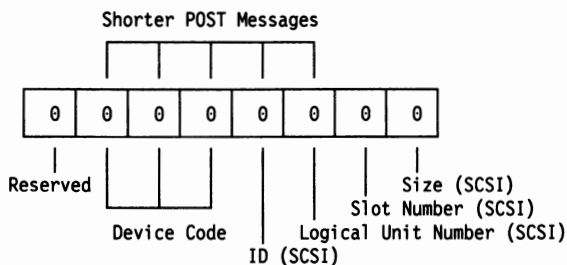 Shorter POST Messages
0 0 0 0 0 0 0 0
Reserved
Size (SCSI)
Slot Number (SCSI)
Device Code
Logical Unit Number (SCSI)
ID (SCSI)